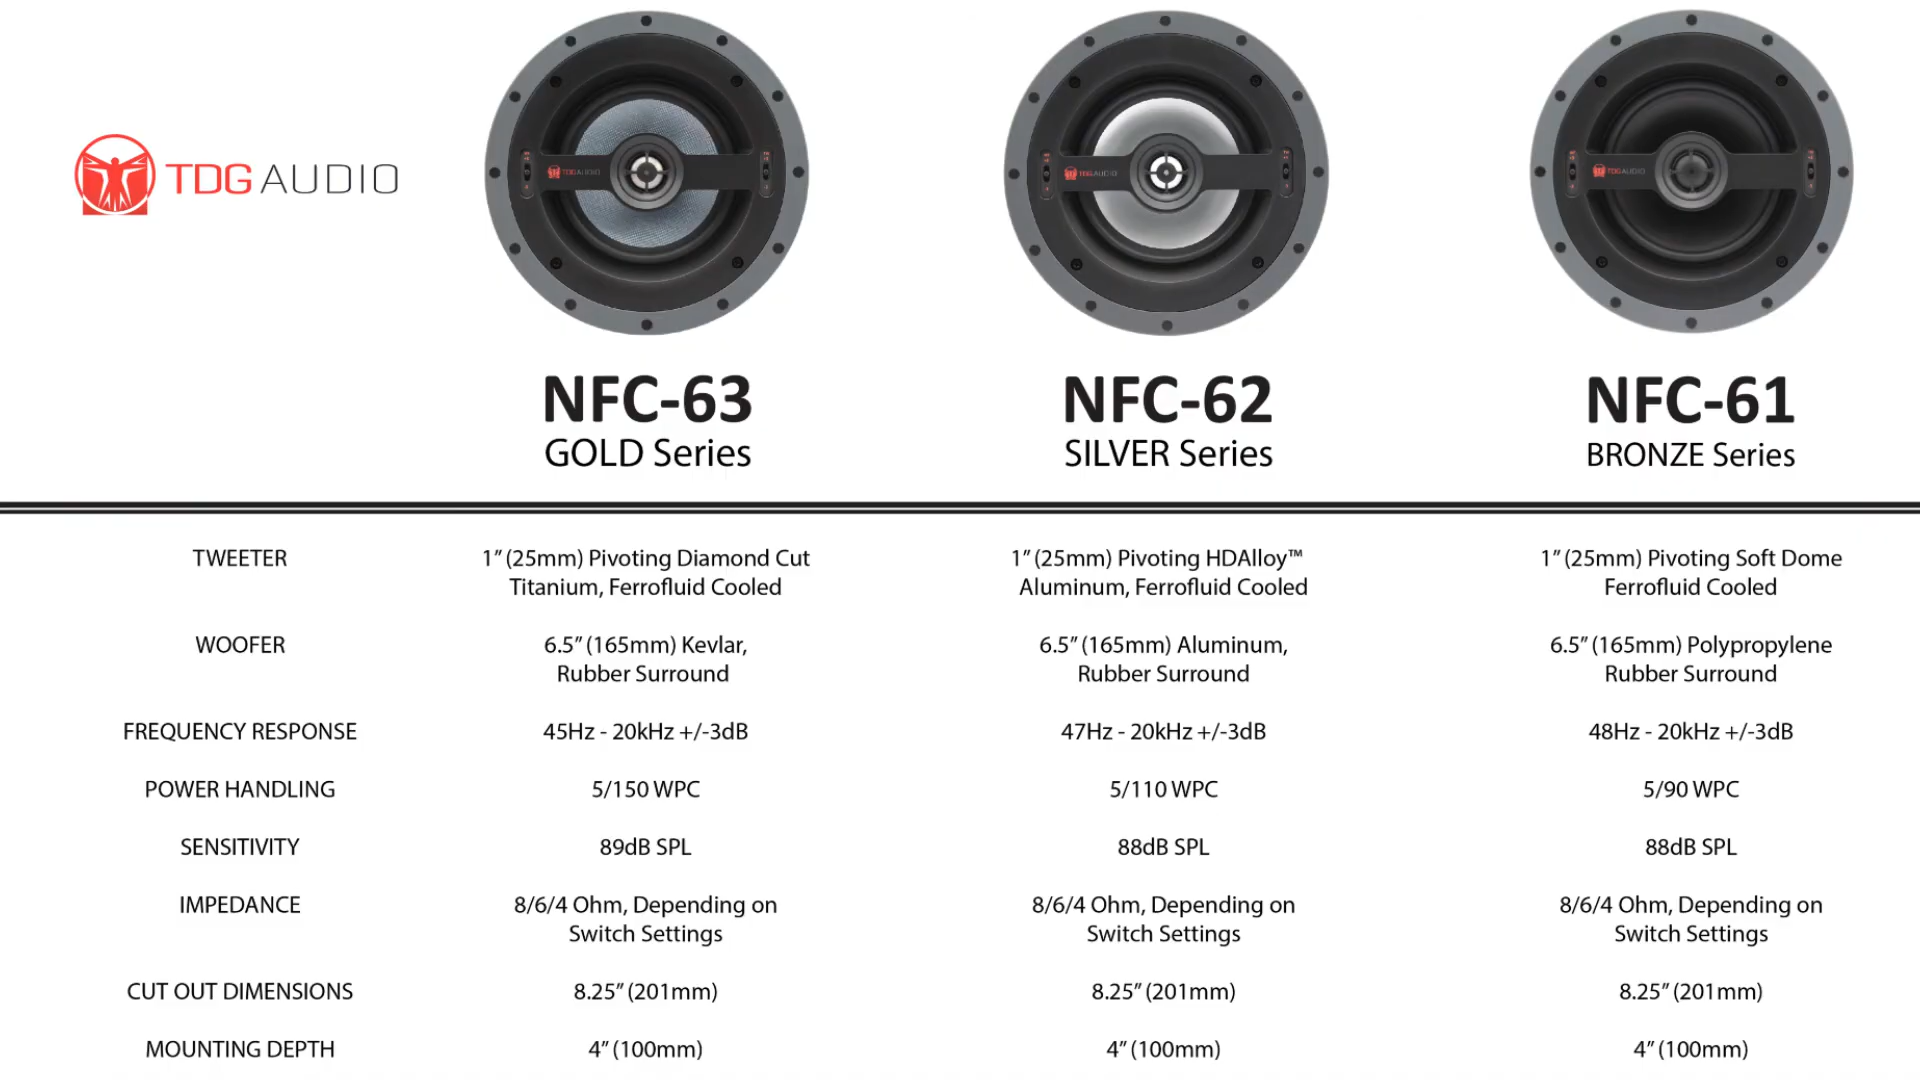 TDG AUDIO
TDG AUDIO
TDG AUDIO
TDG AUDIO
NFC-63
GOLD Series
NFC-62
SILVER Series
NFC-61
BRONZE Series
TWEETER
1” (25mm) Pivoting Diamond Cut
Titanium, Ferrofluid Cooled
1” (25mm) Pivoting HDAlloy™
Aluminum, Ferrofluid Cooled
1” (25mm) Pivoting Soft Dome
Ferrofluid Cooled
WOOFER
6.5” (165mm) Kevlar,
Rubber Surround
6.5” (165mm) Aluminum,
Rubber Surround
6.5” (165mm) Polypropylene
Rubber Surround
FREQUENCY RESPONSE
45Hz - 20kHz +/-3dB
47Hz - 20kHz +/-3dB
48Hz - 20kHz +/-3dB
POWER HANDLING
5/150 WPC
5/110 WPC
5/90 WPC
SENSITIVITY
89dB SPL
88dB SPL
88dB SPL
IMPEDANCE
8/6/4 Ohm, Depending on
Switch Settings
8/6/4 Ohm, Depending on
Switch Settings
8/6/4 Ohm, Depending on
Switch Settings
CUT OUT DIMENSIONS
8.25” (201mm)
8.25” (201mm)
8.25” (201mm)
MOUNTING DEPTH
4” (100mm)
4” (100mm)
4” (100mm)